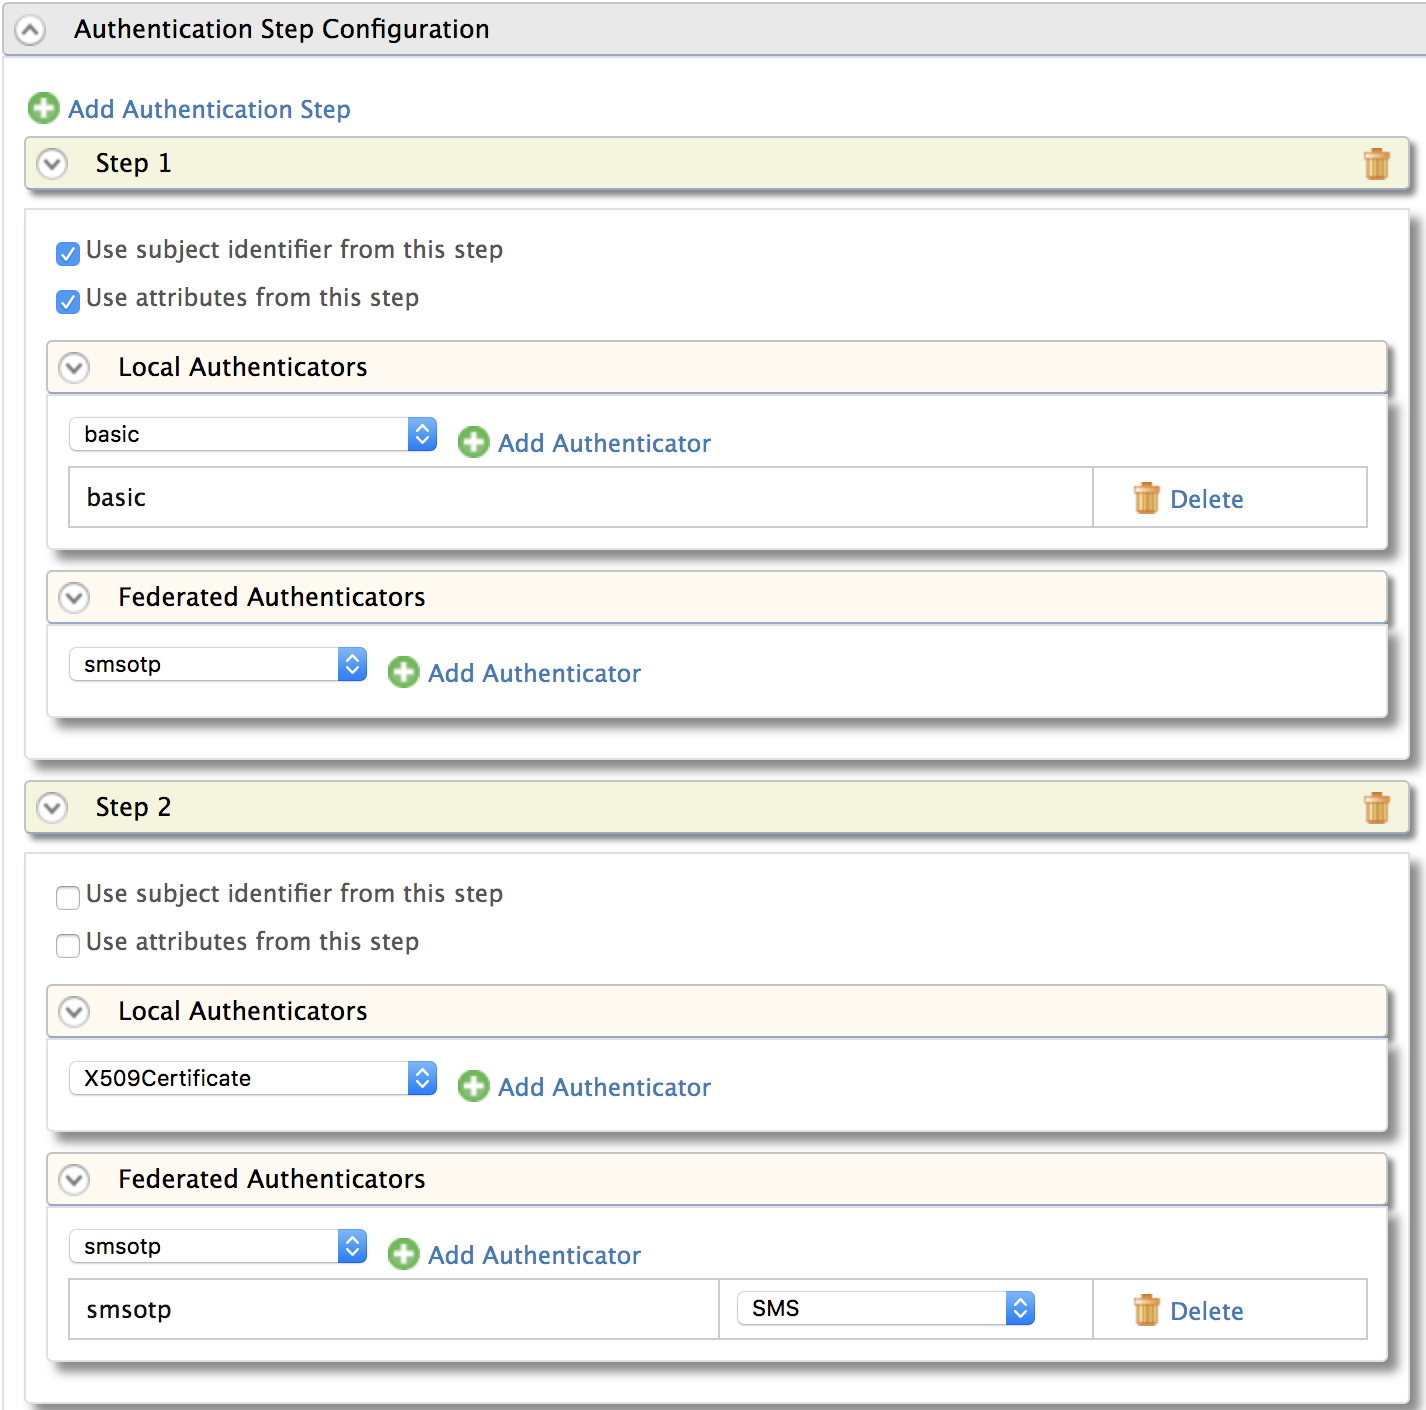 Authentication Step Configuration
Add Authentication Step
Step 1
Use subject identifier from this step
Use attributes from this step
Local Authenticators
basic Add Authenticator
basic Delete
Federated Authenticators
smsotp Add Authenticator
Step 2
Use subject identifier from this step
Use attributes from this step
Local Authenticators
X509Certificate Add Authenticator
Federated Authenticators
smsotp Add Authenticator
smsotp SMS Delete